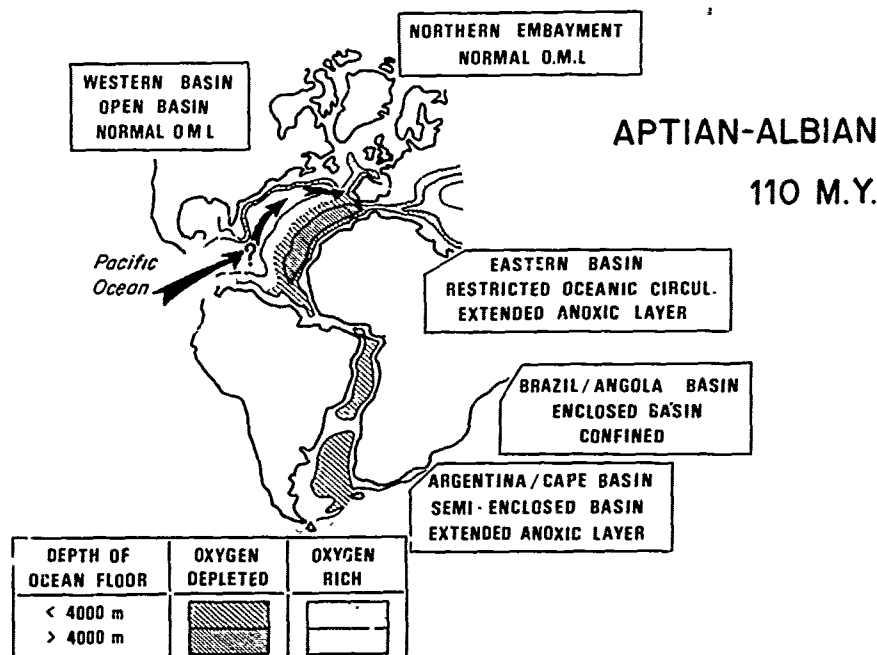 NORTHERN EMBAYMENT
NORMAL O.M.L
WESTERN BASIN
OPEN BASIN
NORMAL O M L
APTIAN-ALBIAN
110 M.Y.
Pacific
Ocean
?
EASTERN BASIN
RESTRICTED OCEANIC CIRCUL.
EXTENDED ANOXIC LAYER
BRAZIL/ANGOLA BASIN
ENCLOSED BASIN
CONFINED
ARGENTINA/CAPE BASIN
SEMI-ENCLOSED BASIN
EXTENDED ANOXIC LAYER
DEPTH OF OCEAN FLOOR
OXYGEN DEPLETED
OXYGEN RICH
< 4000 m
> 4000 m